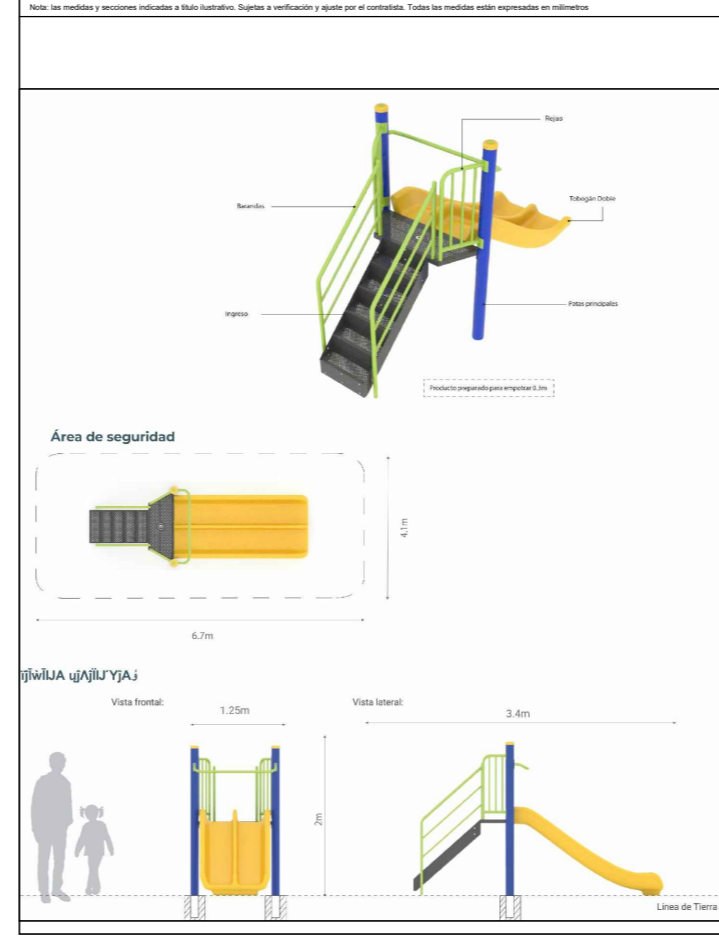 Nota: las medidas y secciones indicadas a titulo ilustrativo. Sujetas a verificación y ajuste por el contratista. Todas las medidas están expresadas en milímetros
Rejas
Barandas
Tobogán Doble
Ingreso
Patas principales
Producto preparado para empotrar 0.3m
Área de seguridad
4.1m
6.7m
Vista frontal:
1.25m
Vista lateral:
3.4m
2m
Línea de Tierra